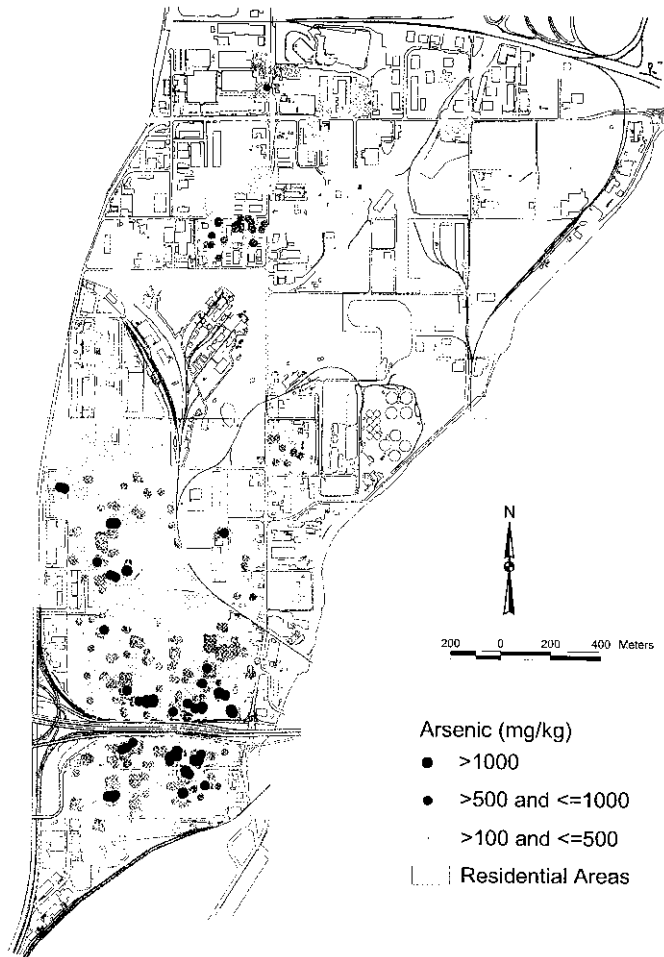 N
200 0 200 400 Meters
Arsenic (mg/kg)
>1000
>500 and <=1000
>100 and <=500
Residential Areas